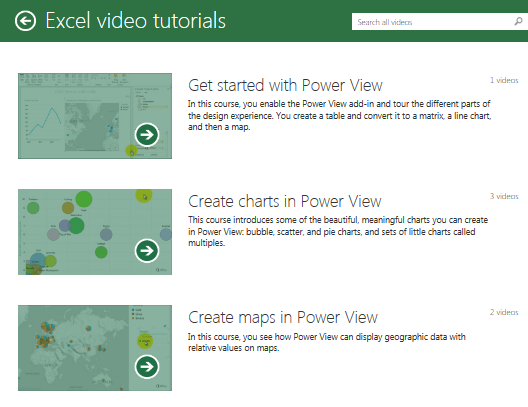 Excel video tutorials
Search all videos
Get started with Power View
1 videos
In this course, you enable the Power View add-in and tour the different parts of
the design experience. You create a table and convert it to a matrix, a line chart,
and then a map.
Create charts in Power View
3 videos
This course introduces some of the beautiful, meaningful charts you can create
in Power View: bubble, scatter, and pie charts, and sets of little charts called
multiples.
Create maps in Power View
2 videos
In this course, you see how Power View can display geographic data with
relative values on maps.